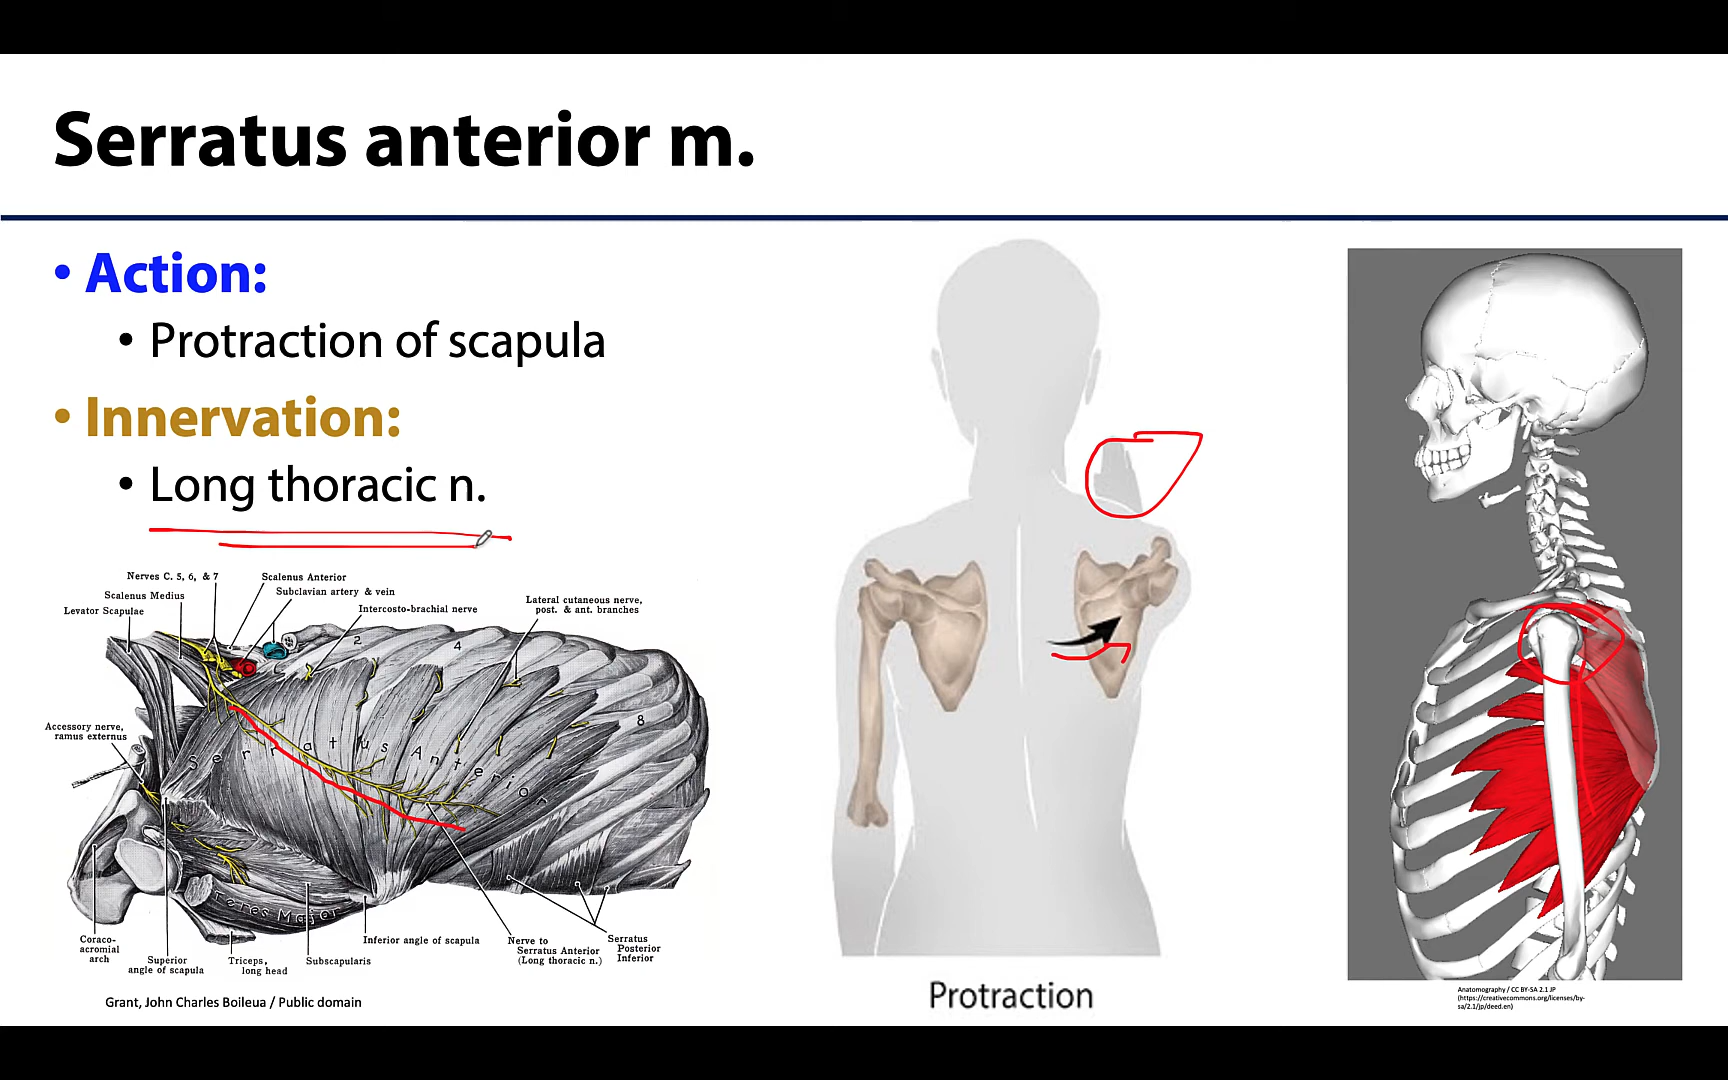 Serratus anterior m.
• Action:
• Protraction of scapula
• Innervation:
• Long thoracic n.
Nerves C. 5, 6, & 7
Scalenus Anterior
Scalenus Medius
Subclavian artery & vein
Levator Scapulae
Intercosto-brachial nerve
Lateral cutaneous nerve,
post. & ant. branches
2
4
8
Accessory nerve,
ramus externus
Serratus Anterior
Teres Major
Coraco-
acromial
arch
Superior
angle of scapula
Triceps,
long head
Subscapularis
Inferior angle of scapula
Nerve to
Serratus Anterior
(Long thoracic n.)
Serratus
Posterior
Inferior
Grant, John Charles Boileua / Public domain
Protraction
Anatomography / CC BY-SA 2.1 JP
(https://creativecommons.org/licenses/by-
sa/2.1/jp/deed.en)